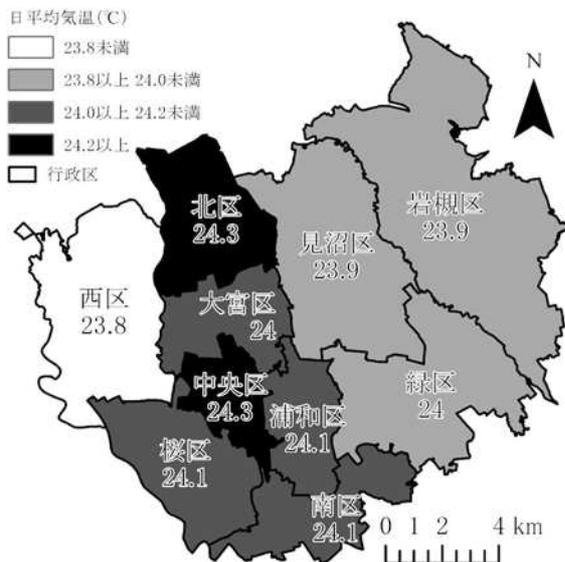 日平均気温(℃)
23.8未満
23.8以上 24.0未満
24.0以上 24.2未満
24.2以上
行政区
N
北区
24.3
見沼区
23.9
岩槻区
23.9
西区
23.8
大宮区
24
中央区
24.3
浦和区
24.1
緑区
24
桜区
24.1
南区
24.1
0 1 2 4 km